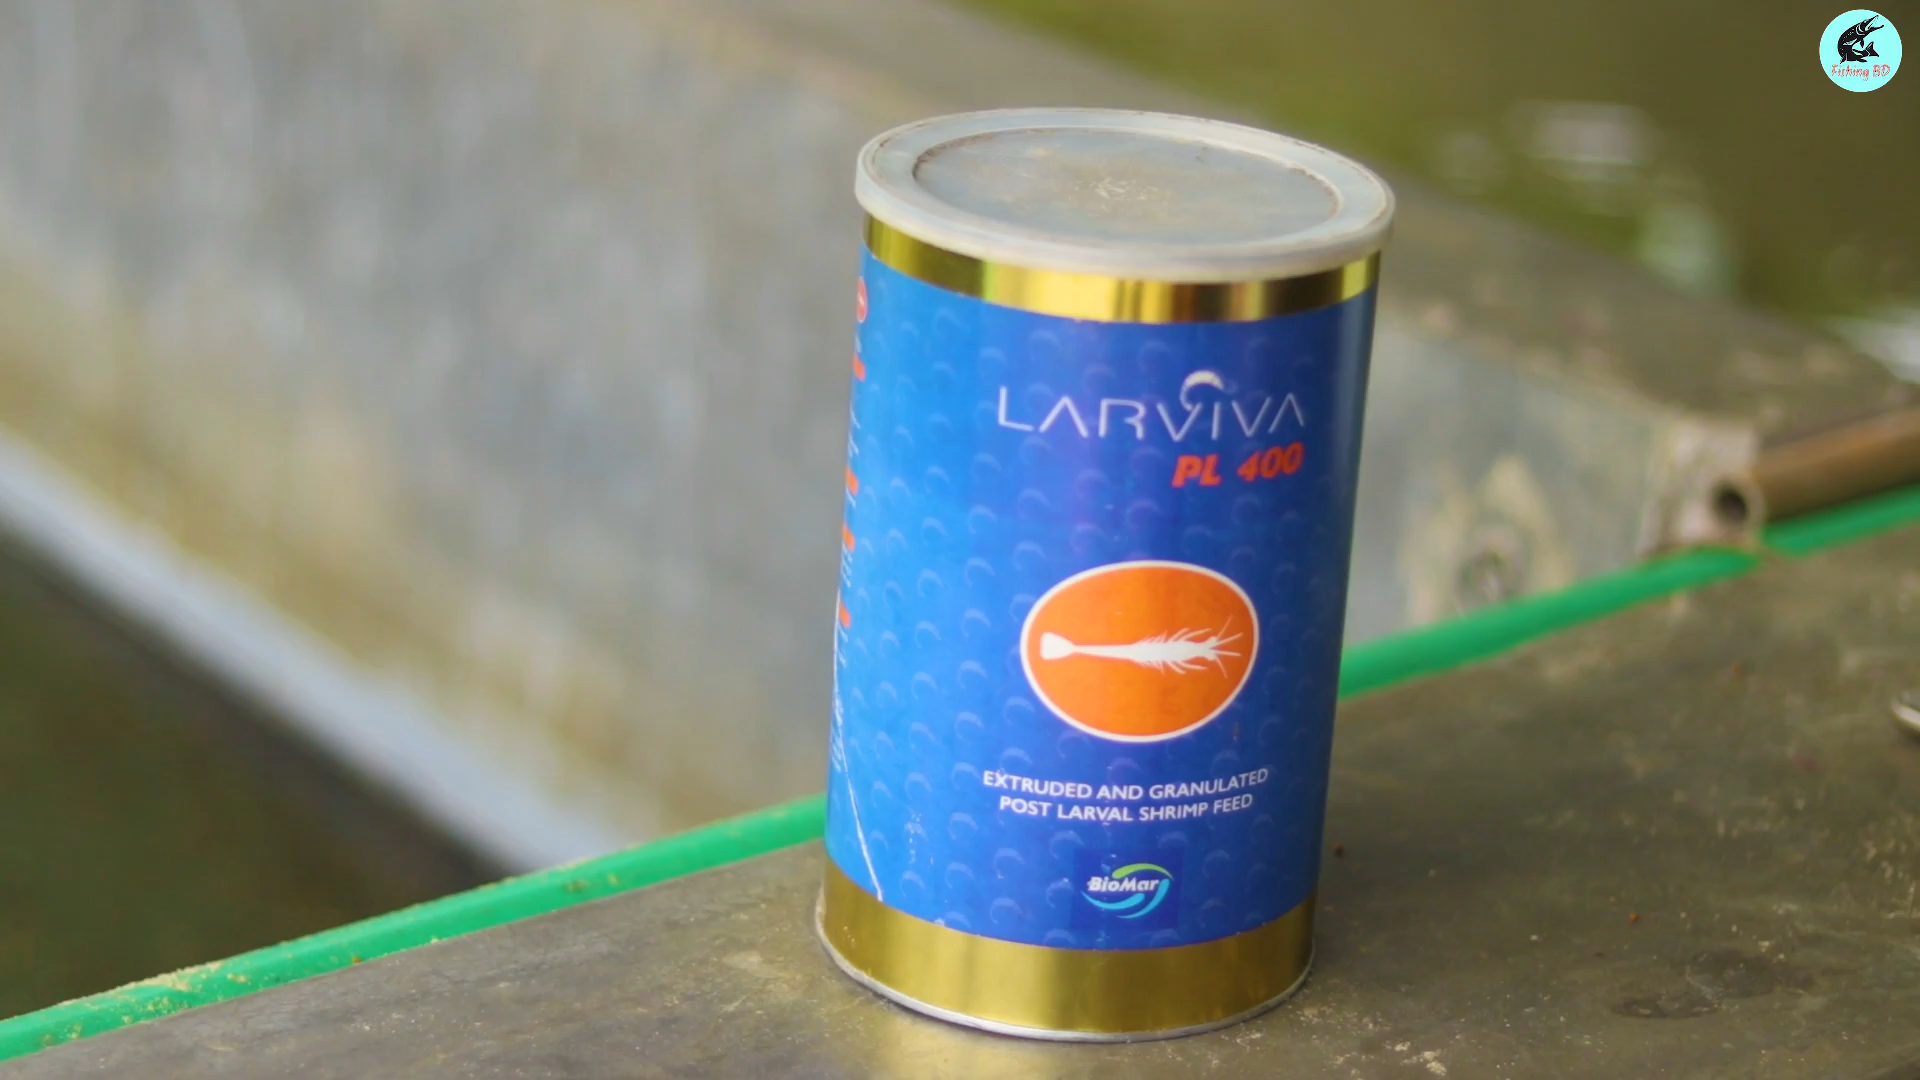 Fishing BD
LARVIVA
PL 400
EXTRUDED AND GRANULATED
POST LARVAL SHRIMP FEED
BioMar